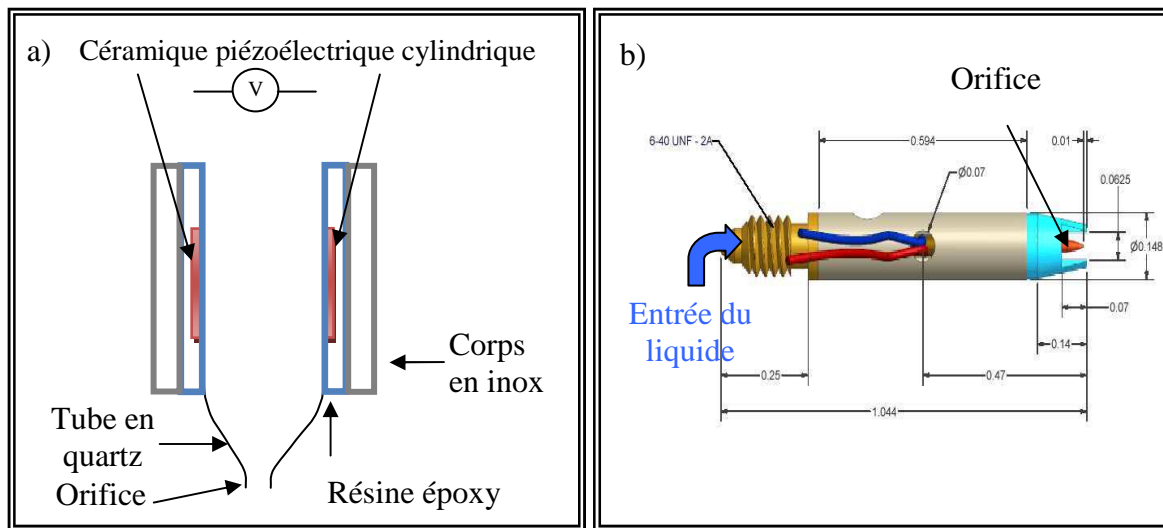 a)
Céramique piézoélectrique cylindrique
V
Corps
en inox
Tube en
quartz
Orifice
Résine époxy
b)
Orifice
6-40 UNF - 2A
0.594
0.01
Ø0.07
0.0625
Ø0.148
Entrée du
liquide
0.07
0.14
0.25
0.47
1.044